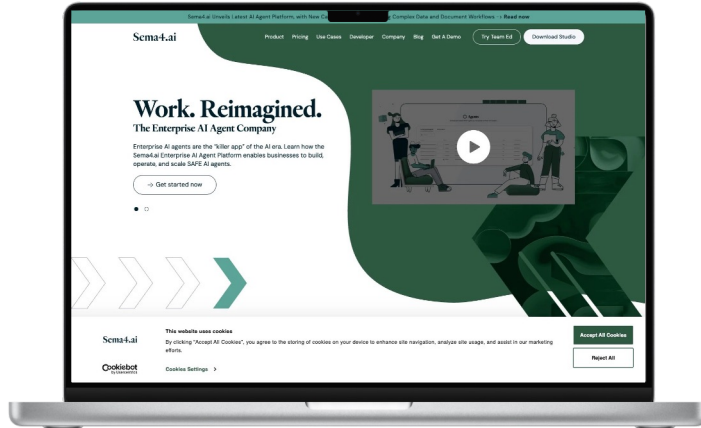 Sema4.ai Unveils Latest AI Agent Platform, with New Ca
g Complex Data and Document Workflows -> Read now
Sema4.ai
Product Pricing Use Cases Developer Company Blog Get A Demo Try Team Ed Download Studio
Work. Reimagined.
The Enterprise AI Agent Company
Enterprise AI agents are the "killer app" of the AI era. Learn how the
Sema4.ai Enterprise AI Agent Platform enables businesses to build,
operate, and scale SAFE AI agents.
-> Get started now
Agents
This website uses cookies
Sema4.ai
By clicking "Accept All Cookies", you agree to the storing of cookies on your device to enhance site navigation, analyze site usage, and assist in our marketing
efforts.
Cookiebot
by Usercentrics
Cookies Settings >
Accept All Cookies
Reject All